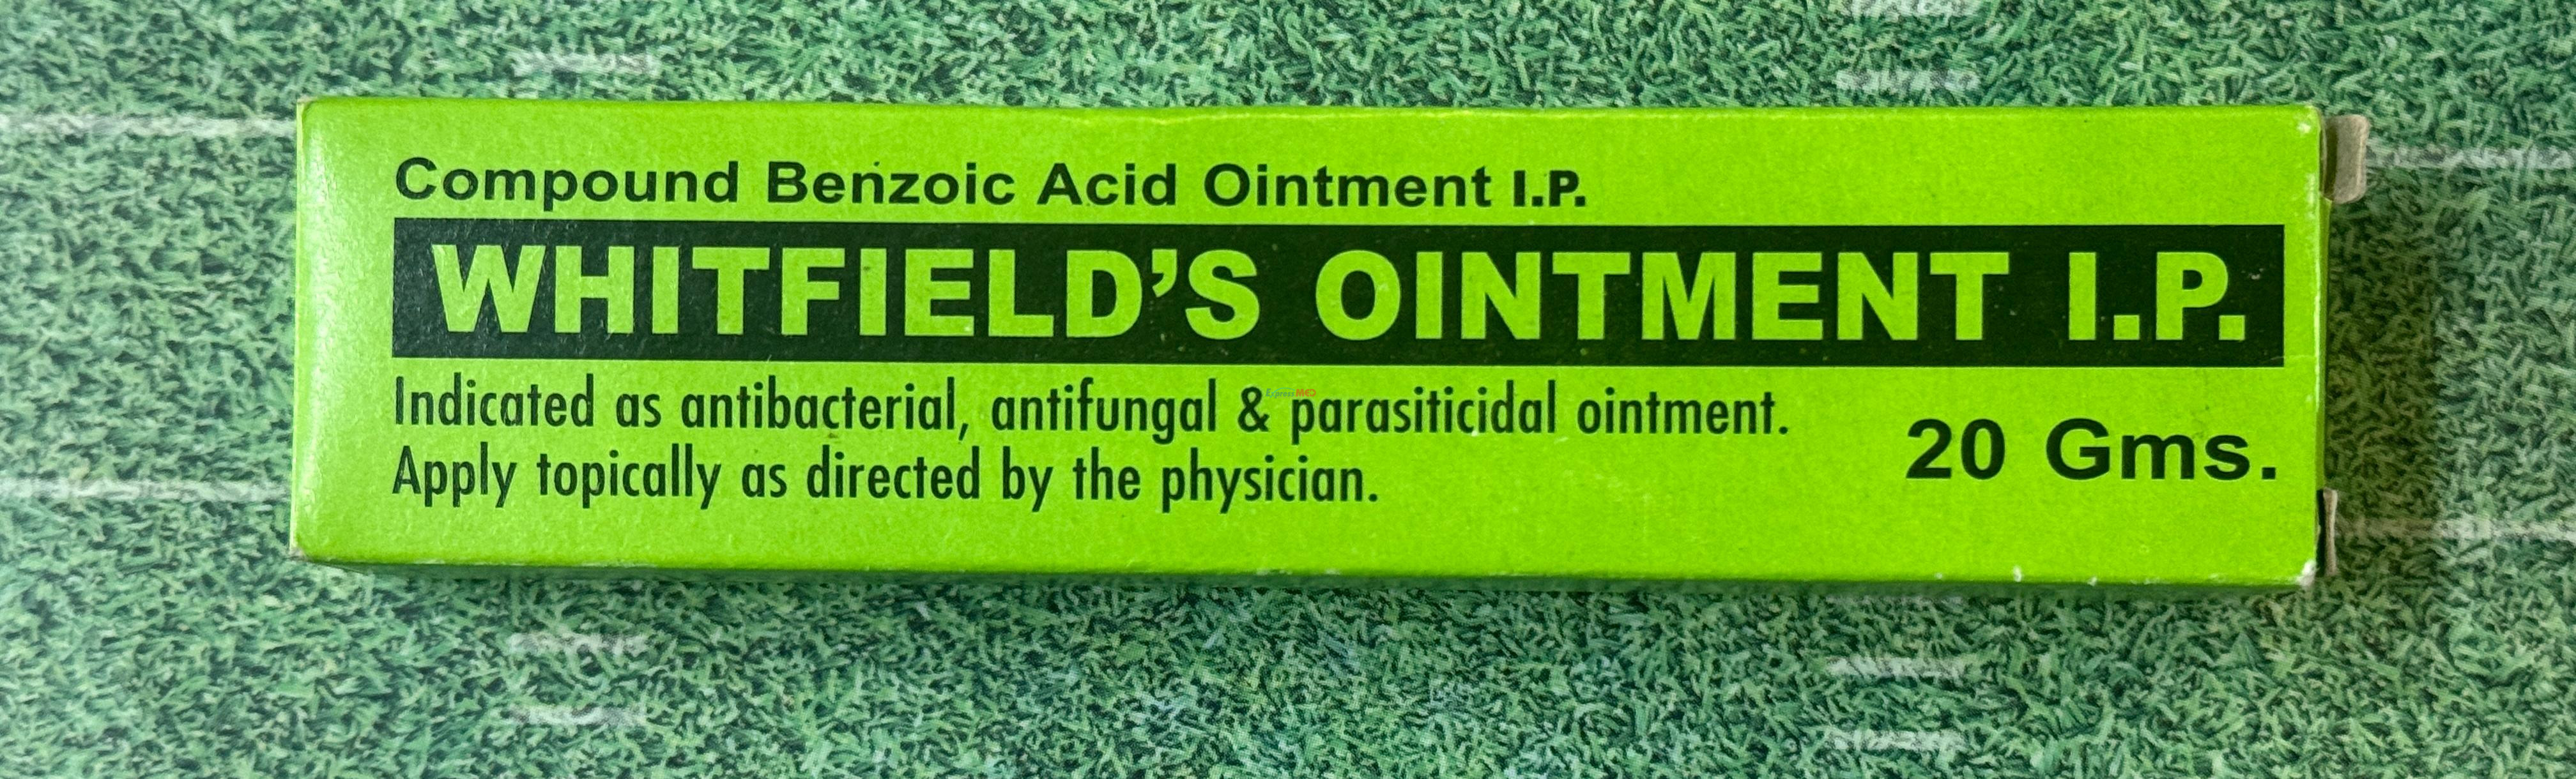 Compound Benzoic Acid Ointment I.P.
WHITFIELD'S OINTMENT I.P.
Indicated as antibacterial, antifungal & parasiticidal ointment.
Apply topically as directed by the physician.
20 Gms.
ExpressMED